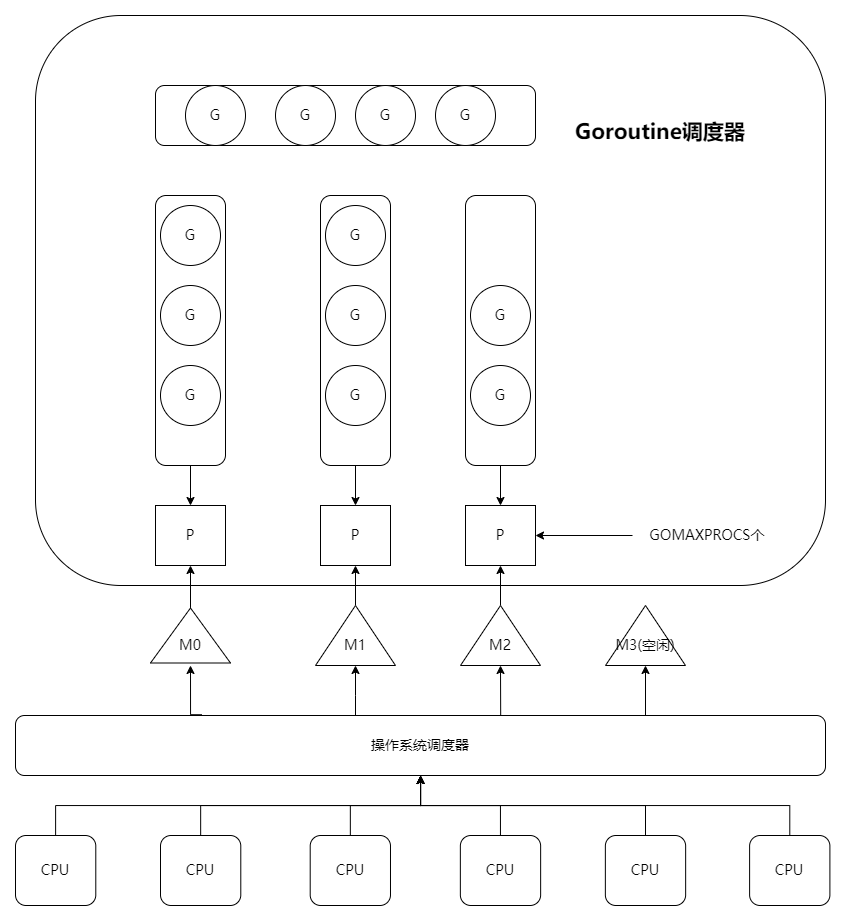 G G G G
Goroutine调度器
G G
G G G
G G G
P P P GOMAXPROCS个
M0 M1 M2 M3(空闲)
操作系统调度器
CPU CPU CPU CPU CPU CPU